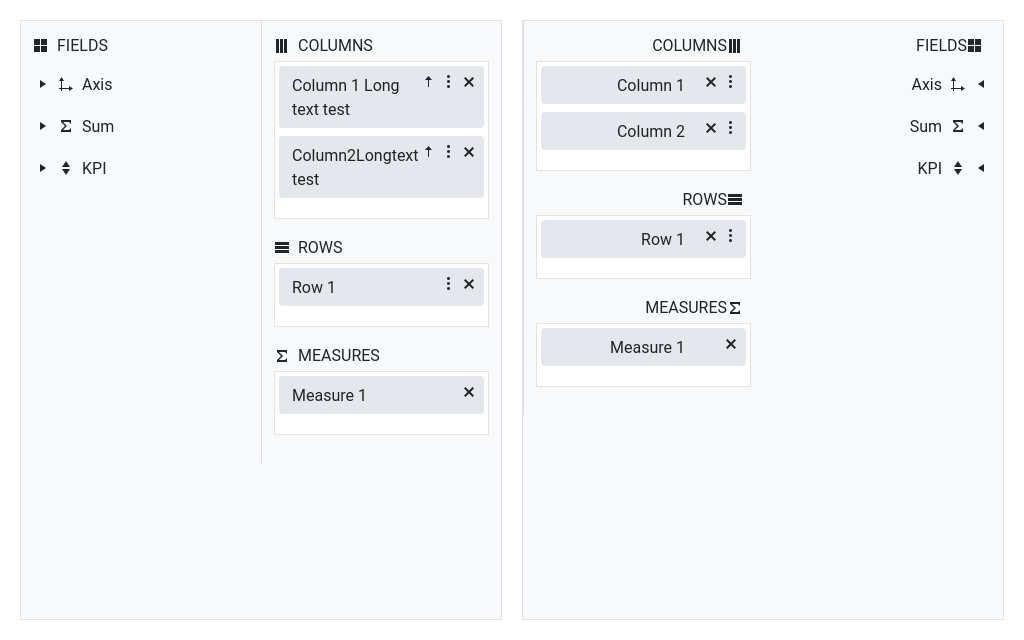 FIELDS
Axis
Sum
KPI
COLUMNS
Column 1 Long
text test
Column2Longtext
test
ROWS
Row 1
MEASURES
Measure 1
COLUMNS
Column 1
Column 2
ROWS
Row 1
MEASURES
Measure 1
FIELDS
Axis
Sum
KPI